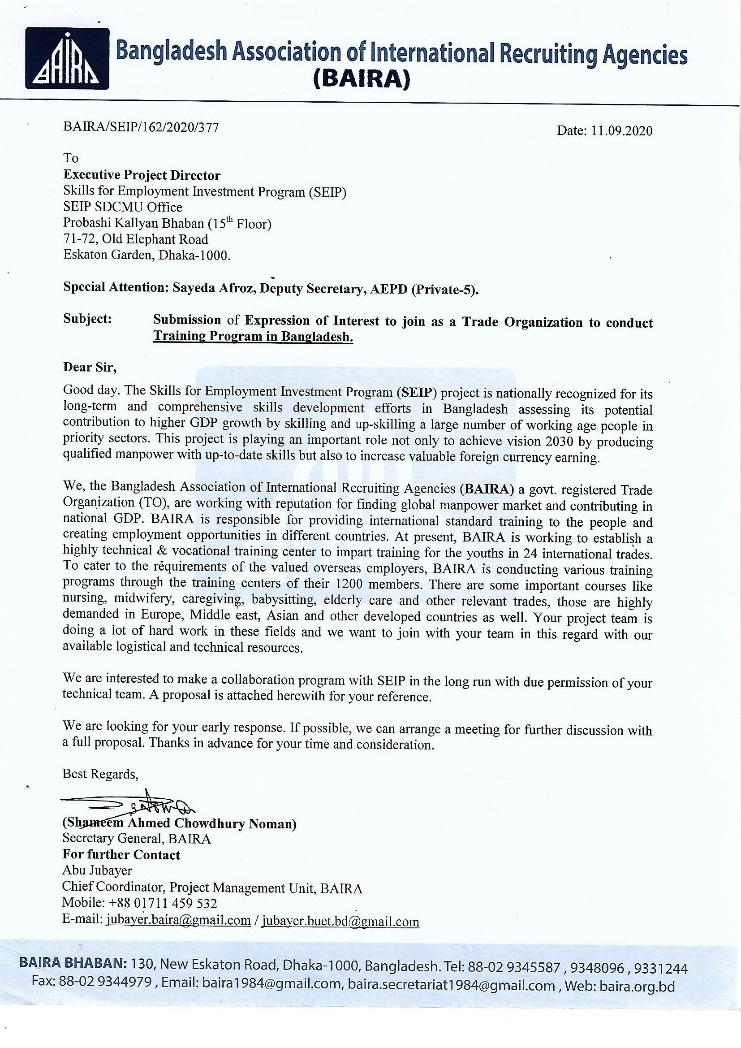 BAIRA
Bangladesh Association of International Recruiting Agencies
(BAIRA)
BAIRA/SEIP/162/2020/377
Date: 11.09.2020
To
Executive Project Director
Skills for Employment Investment Program (SEIP)
SEIP SDCMU Office
Probashi Kallyan Bhaban (15th Floor)
71-72, Old Elephant Road
Eskaton Garden, Dhaka-1000.
Special Attention: Sayeda Afroz, Deputy Secretary, AEPD (Private-5).
Subject: Submission of Expression of Interest to join as a Trade Organization to conduct
Training Program in Bangladesh.
Dear Sir,
Good day. The Skills for Employment Investment Program (SEIP) project is nationally recognized for its
long-term and comprehensive skills development efforts in Bangladesh assessing its potential
contribution to higher GDP growth by skilling and up-skilling a large number of working age people in
priority sectors. This project is playing an important role not only to achieve vision 2030 by producing
qualified manpower with up-to-date skills but also to increase valuable foreign currency earning.
We, the Bangladesh Association of International Recruiting Agencies (BAIRA) a govt. registered Trade
Organization (TO), are working with reputation for finding global manpower market and contributing in
national GDP. BAIRA is responsible for providing international standard training to the people and
creating employment opportunities in different countries. At present, BAIRA is working to establish a
highly technical & vocational training center to impart training for the youths in 24 international trades.
To cater to the requirements of the valued overseas employers, BAIRA is conducting various training
programs through the training centers of their 1200 members. There are some important courses like
nursing, midwifery, caregiving, babysitting, elderly care and other relevant trades, those are highly
demanded in Europe, Middle east, Asian and other developed countries as well. Your project team is
doing a lot of hard work in these fields and we want to join with your team in this regard with our
available logistical and technical resources.
We are interested to make a collaboration program with SEIP in the long run with due permission of your
technical team. A proposal is attached herewith for your reference.
We are looking for your early response. If possible, we can arrange a meeting for further discussion with
a full proposal. Thanks in advance for your time and consideration.
Best Regards,
(Shameem Ahmed Chowdhury Noman)
Secretary General, BAIRA
For further Contact
Abu Jubayer
Chief Coordinator, Project Management Unit, BAIRA
Mobile: +88 01711 459 532
E-mail: jubayer.baira@gmail.com / jubayer.buet.bd@gmail.com
BAIRA BHABAN: 130, New Eskaton Road, Dhaka-1000, Bangladesh. Tel: 88-02 9345587 , 9348096 , 9331244
Fax: 88-02 9344979 , Email: baira1984@gmail.com, baira.secretariat1984@gmail.com , Web: baira.org.bd